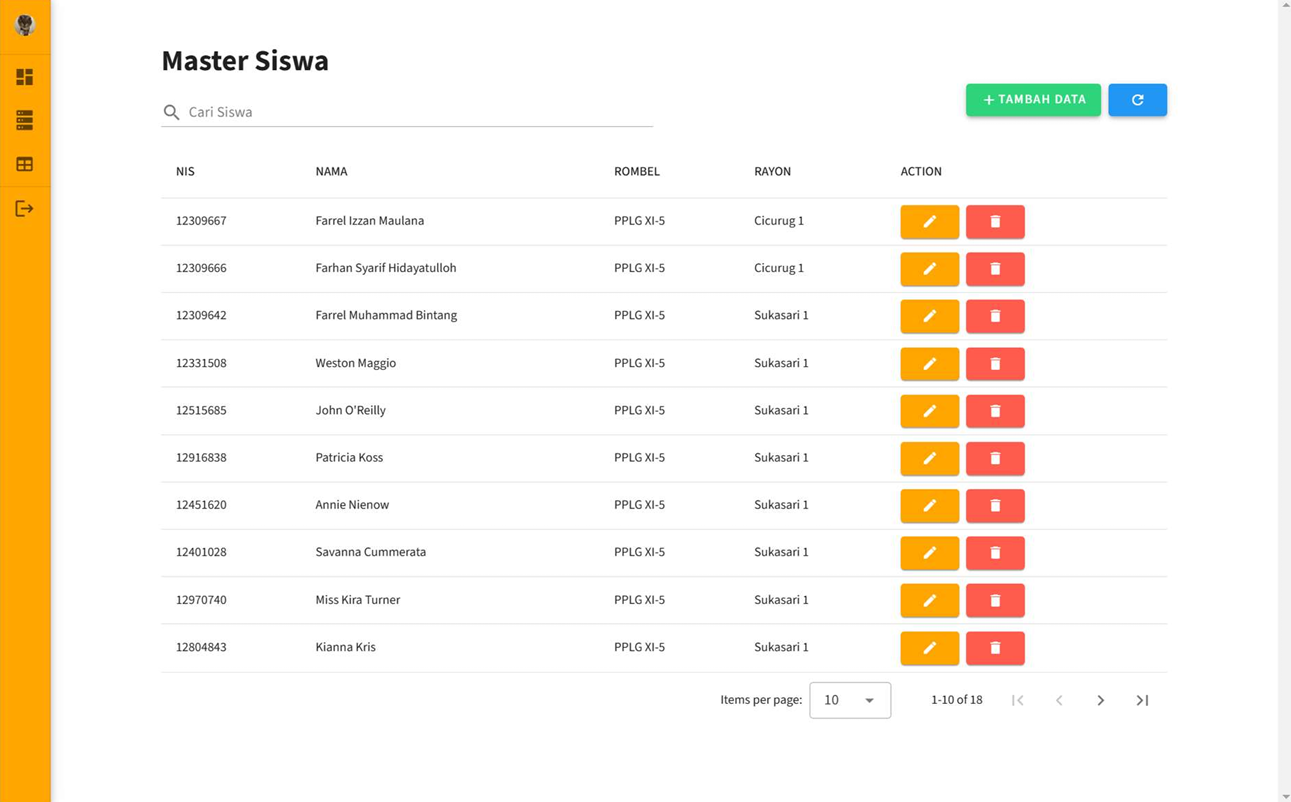 Master Siswa
Cari Siswa
+ TAMBAH DATA
NIS NAMA ROMBEL RAYON ACTION
12309667 Farrel Izzan Maulana PPLG XI-5 Cicurug 1
12309666 Farhan Syarif Hidayatulloh PPLG XI-5 Cicurug 1
12309642 Farrel Muhammad Bintang PPLG XI-5 Sukasari 1
12331508 Weston Maggio PPLG XI-5 Sukasari 1
12515685 John O'Reilly PPLG XI-5 Sukasari 1
12916838 Patricia Koss PPLG XI-5 Sukasari 1
12451620 Annie Nienow PPLG XI-5 Sukasari 1
12401028 Savanna Cummerata PPLG XI-5 Sukasari 1
12970740 Miss Kira Turner PPLG XI-5 Sukasari 1
12804843 Kianna Kris PPLG XI-5 Sukasari 1
Items per page: 10 1-10 of 18